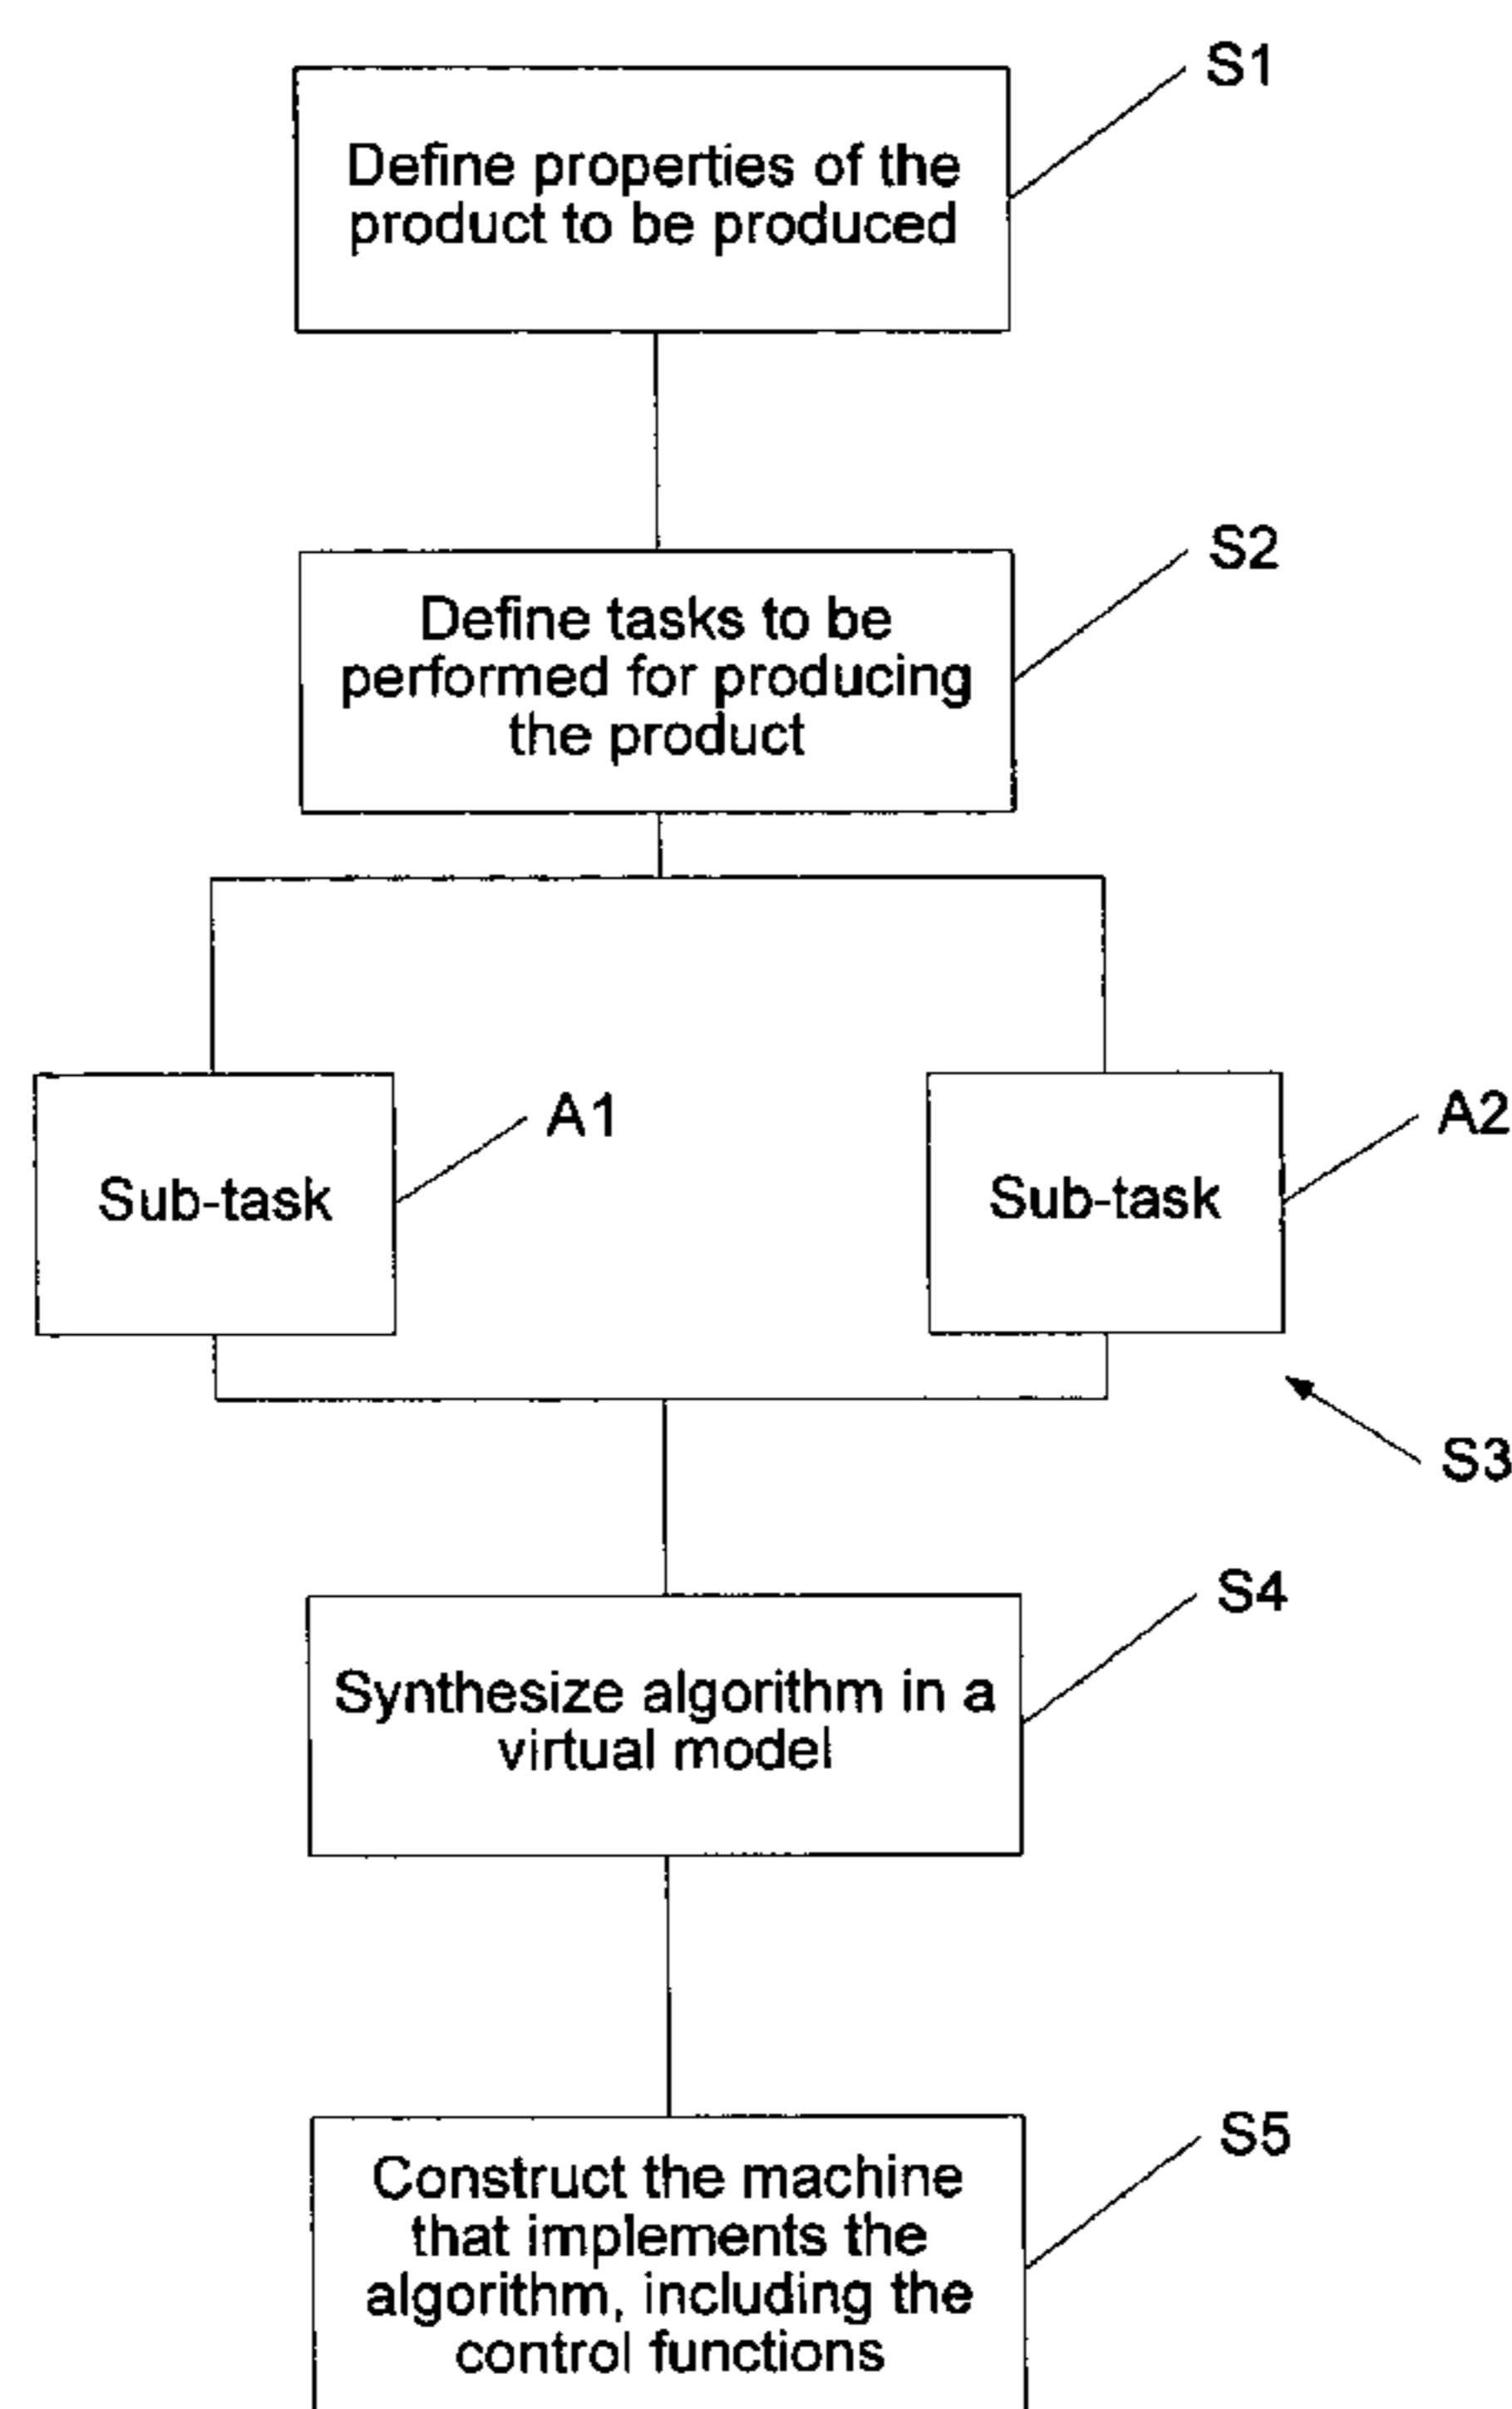 S1
Define properties of the
product to be produced
S2
Define tasks to be
performed for producing
the product
A1
A2
Sub-task
Sub-task
S3
S4
Synthesize algorithm in a
virtual model
S5
Construct the machine
that implements the
algorithm, including the
control functions